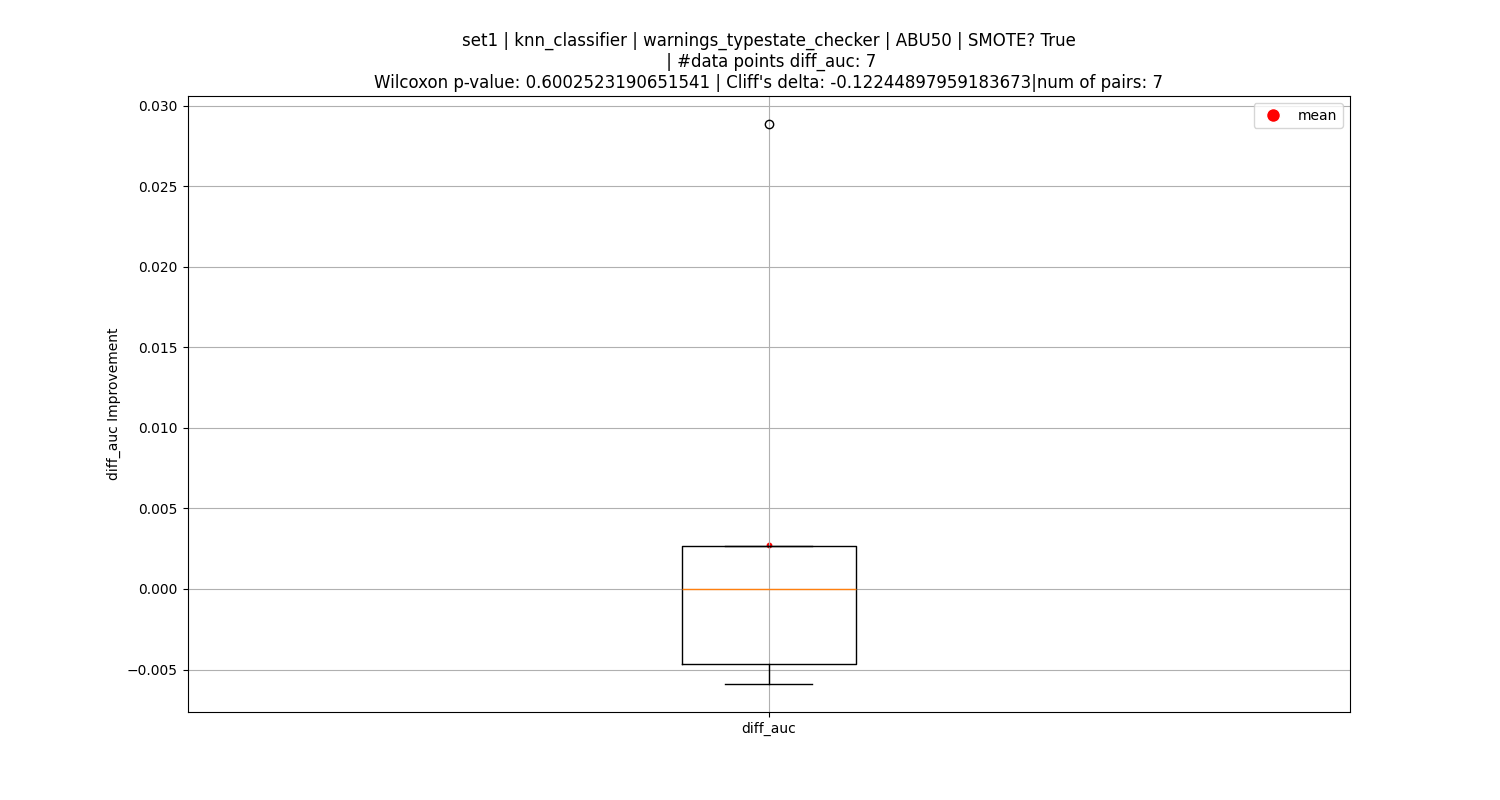 set1 | knn_classifier | warnings_typestate_checker | ABU50 | SMOTE? True
| #data points diff_auc: 7
Wilcoxon p-value: 0.6002523190651541 | Cliff's delta: -0.12244897959183673|num of pairs: 7
mean
0.030
0.025
0.020
0.015
0.010
0.005
0.000
−0.005
diff_auc Improvement
diff_auc